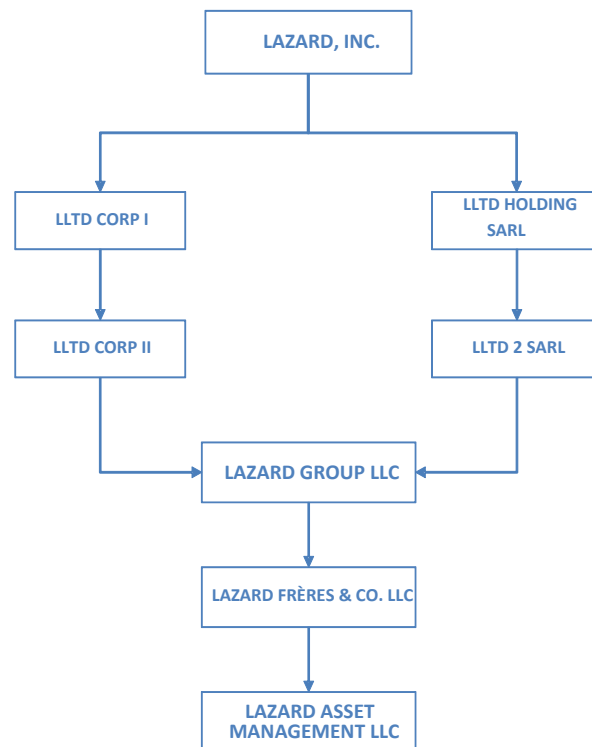 LAZARD, INC.
LLTD CORP I
LLTD HOLDING
SARL
LLTD CORP II
LLTD 2 SARL
LAZARD GROUP LLC
LAZARD FRÈRES & CO. LLC
LAZARD ASSET
MANAGEMENT LLC